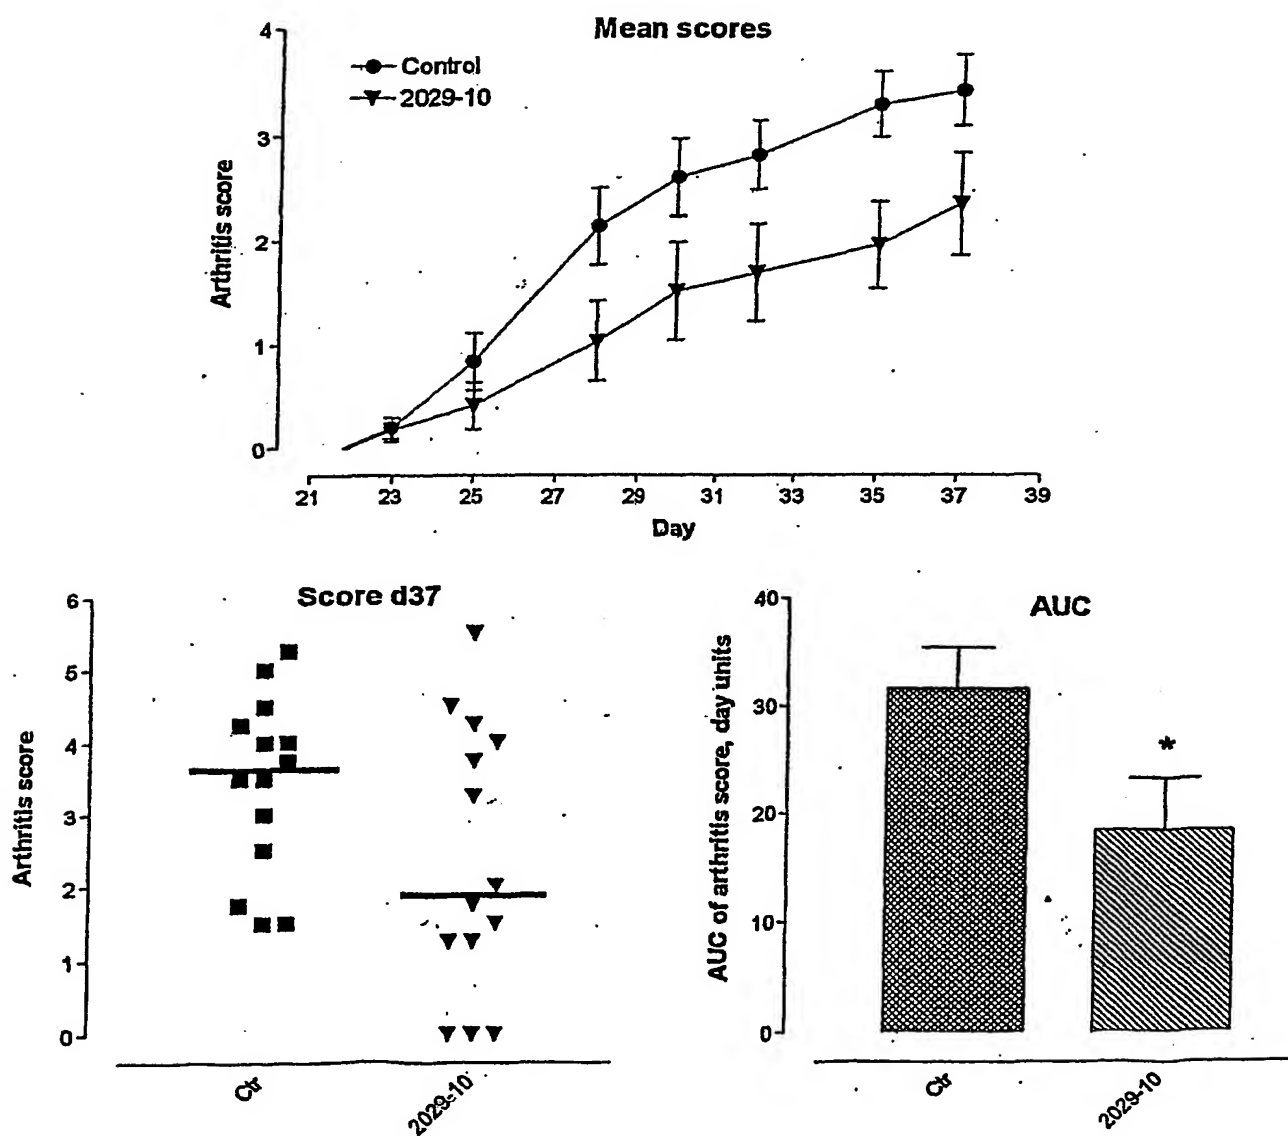 Mean scores
Control
2029-10
Arthritis score
4
3
2
1
0
21 23 25 27 29 31 33 35 37 39
Day
Score d37
Arthritis score
6
5
4
3
2
1
0
Ctr
2029-10
AUC
AUC of arthritis score, day units
40
30
20
10
0
*
Ctr
2029-10